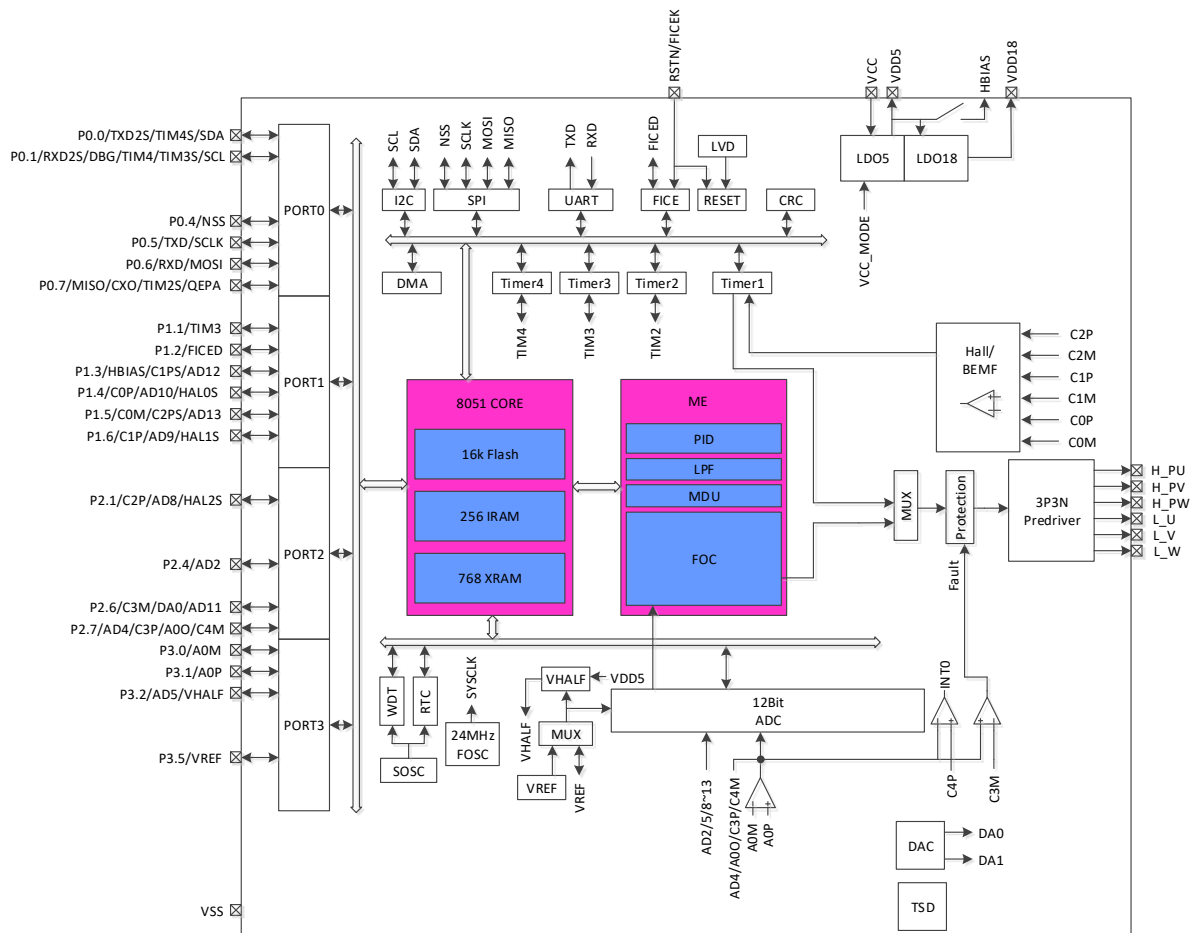 RSTN/FICEK
VCC
VDD5
HBIAS
VDD18
P0.0/TXD2S/TIM4S/SDA
P0.1/RXD2S/DBG/TIM4/TIM3S/SCL
P0.4/NSS
P0.5/TXD/SCLK
P0.6/RXD/MOSI
P0.7/MISO/CXO/TIM2S/QEPA
P1.1/TIM3
P1.2/FICED
P1.3/HBIAS/C1PS/AD12
P1.4/C0P/AD10/HAL0S
P1.5/C0M/C2PS/AD13
P1.6/C1P/AD9/HAL1S
P2.1/C2P/AD8/HAL2S
P2.4/AD2
P2.6/C3M/DA0/AD11
P2.7/AD4/C3P/A0O/C4M
P3.0/A0M
P3.1/A0P
P3.2/AD5/VHALF
P3.5/VREF
VSS
PORT0
PORT1
PORT2
PORT3
SCL
SDA
NSS
SCLK
MOSI
MISO
TXD
RXD
FICED
LVD
I2C
SPI
UART
FICE
RESET
CRC
DMA
Timer4
Timer3
Timer2
Timer1
TIM4
TIM3
TIM2
LDO5
LDO18
VCC_MODE
Hall/
BEMF
C2P
C2M
C1P
C1M
C0P
C0M
8051 CORE
16k Flash
256 IRAM
768 XRAM
ME
PID
LPF
MDU
FOC
MUX
Protection
Fault
3P3N
Predriver
H_PU
H_PV
H_PW
L_U
L_V
L_W
WDT
RTC
SOSC
SYSCLK
24MHz
FOSC
VHALF
VDD5
VHALF
MUX
VREF
VREF
12Bit
ADC
AD2/5/8~13
AD4/A0O/C3P/C4M
A0M
A0P
INT0
C4P
C3M
DAC
DA0
DA1
TSD